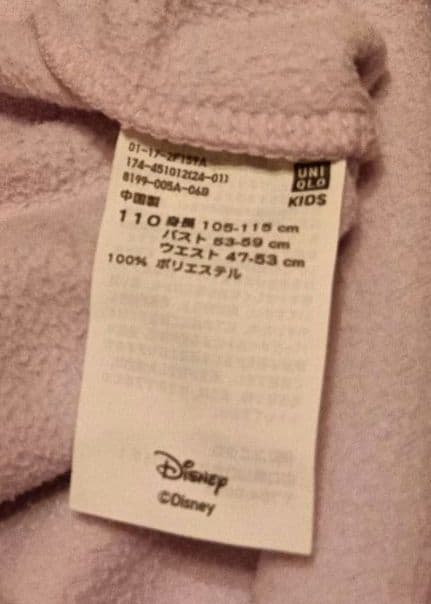 01-17-2F151A
174-451012(24-01)
8199-005A-06B
UNI
QLO
KIDS
中国製
110 身長 105-115 cm
バスト 53-59 cm
ウエスト 47-53 cm
100% ポリエステル
Disney
©Disney